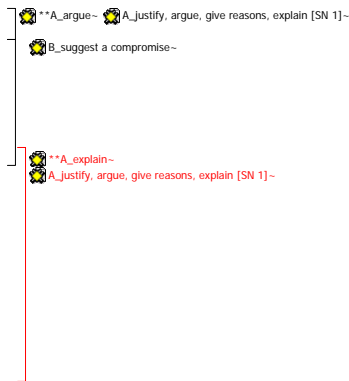 **A_argue~ A_justify, argue, give reasons, explain [SN 1]~
B_suggest a compromise~
**A_explain~
A_justify, argue, give reasons, explain [SN 1]~